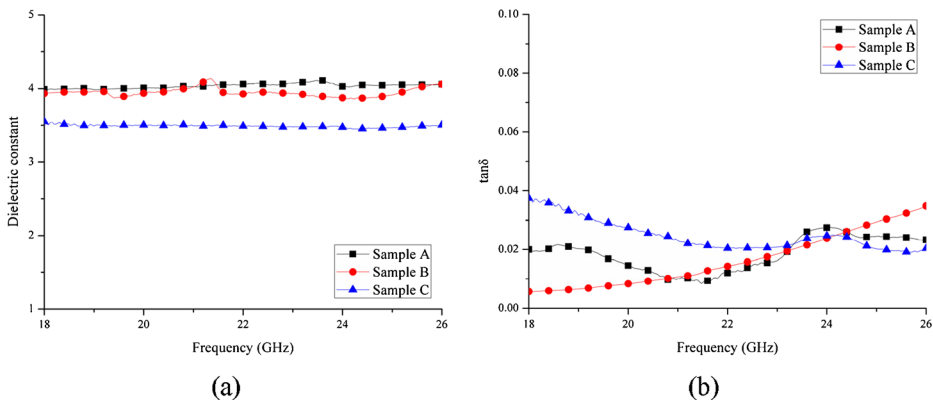 5
4
3
2
1
Dielectric constant
18
20
22
24
26
Frequency (GHz)
Sample A
Sample B
Sample C
(a)
0.10
0.08
0.06
0.04
0.02
0.00
tanδ
18
20
22
24
26
Frequency (GHz)
Sample A
Sample B
Sample C
(b)